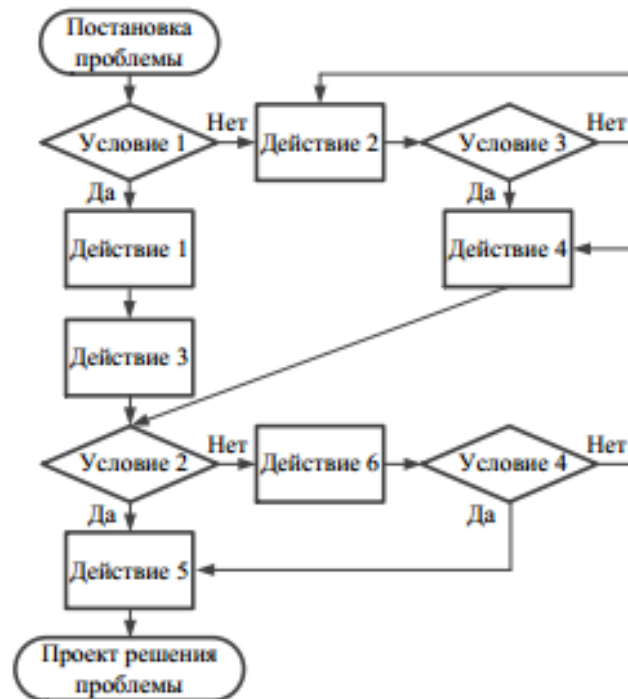 Постановка
проблемы
Условие 1
Нет
Действие 2
Условие 3
Нет
Да
Да
Действие 1
Действие 4
Действие 3
Условие 2
Нет
Действие 6
Условие 4
Нет
Да
Да
Действие 5
Проект решения
проблемы